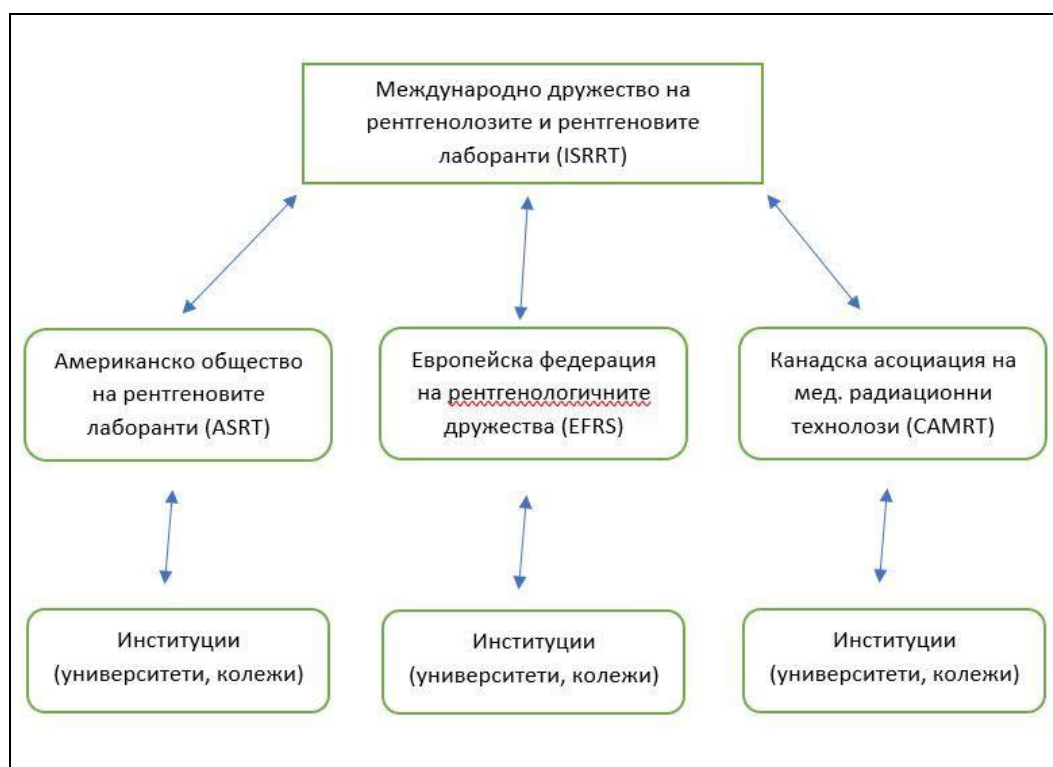 Международно дружество на
рентгенолозите и рентгеновите
лаборанти (ISRRT)
Американско общество
на рентгеновите
лаборанти (ASRT)
Европейска федерация
на рентгенологичните
дружества (EFRS)
Канадска асоциация на
мед. радиационни
технолози (CAMRT)
Институции
(университети, колежи)
Институции
(университети, колежи)
Институции
(университети, колежи)